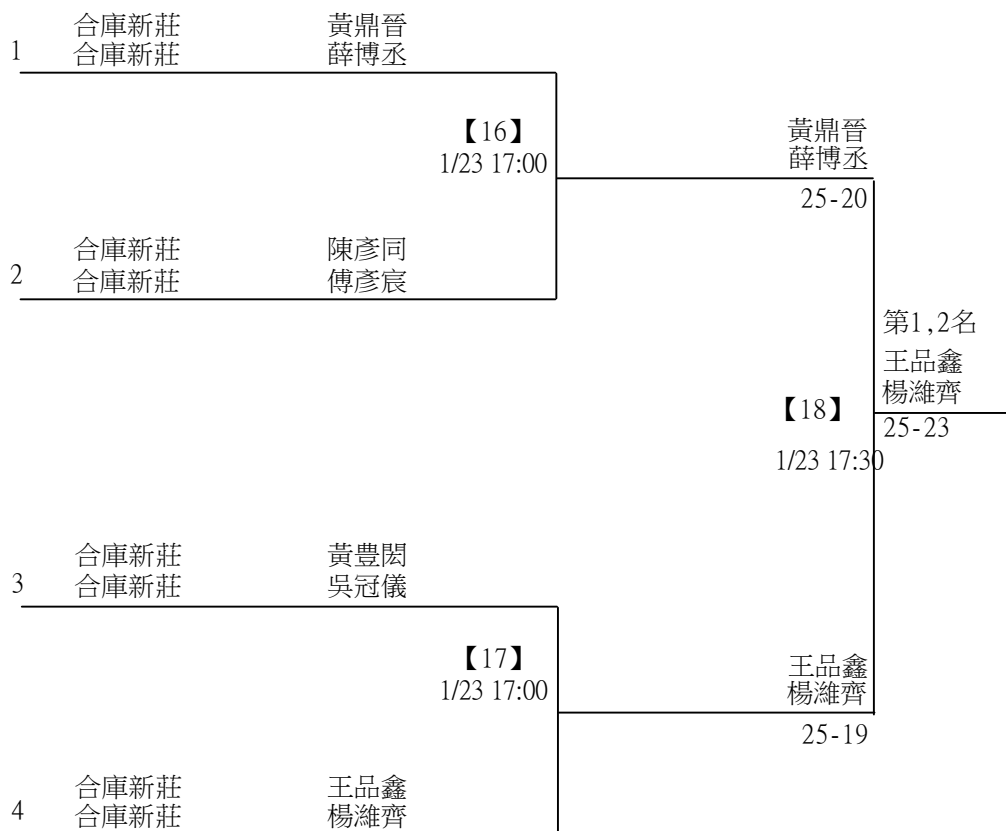 合庫新莊 黃鼎晉
1 合庫新莊 薛博丞
【16】
1/23 17:00
黃鼎晉
薛博丞
25-20
合庫新莊 陳彥同
2 合庫新莊 傅彥宸
第1,2名
王品鑫
楊濰齊
【18】
25-23
1/23 17:30
合庫新莊 黃豊閎
3 合庫新莊 吳冠儀
【17】
1/23 17:00
王品鑫
楊濰齊
25-19
合庫新莊 王品鑫
4 合庫新莊 楊濰齊